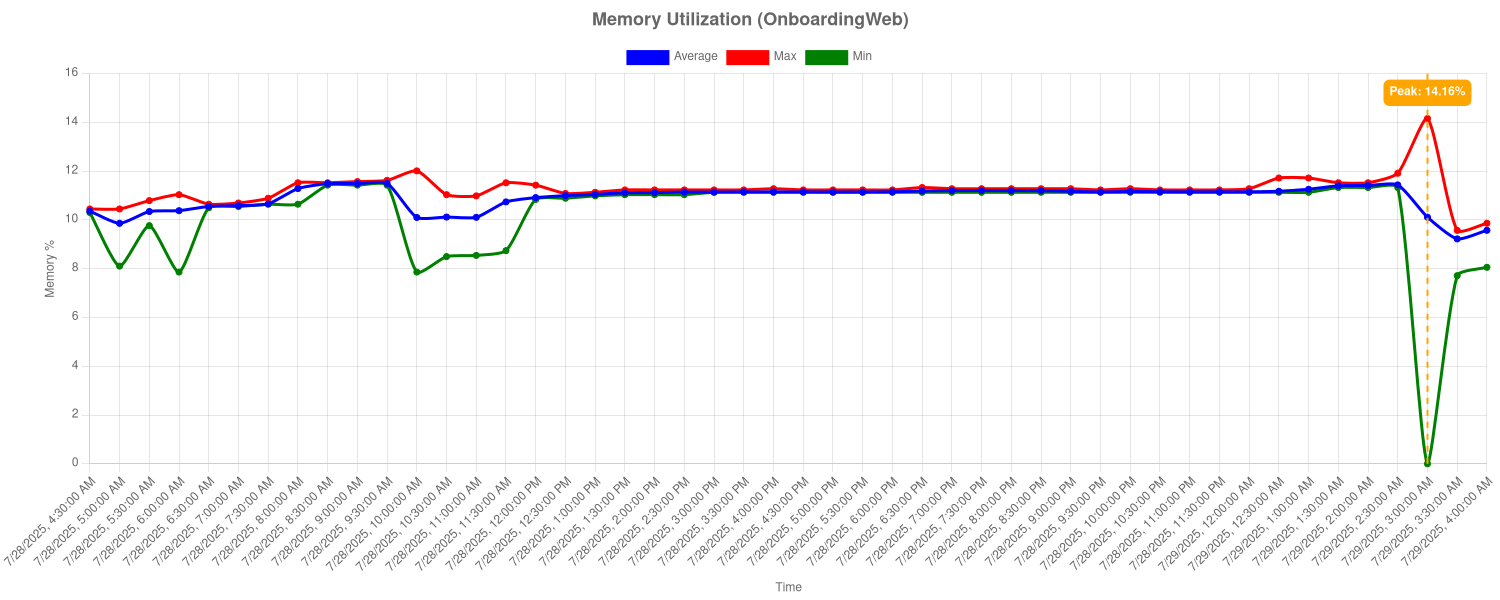 Memory Utilization (OnboardingWeb)
Average Max Min
16
14
12
10
8
6
4
2
0
Memory %
Peak: 14.16%
7/28/2025, 4:30:00 AM
7/28/2025, 5:00:00 AM
7/28/2025, 5:30:00 AM
7/28/2025, 6:00:00 AM
7/28/2025, 6:30:00 AM
7/28/2025, 7:00:00 AM
7/28/2025, 7:30:00 AM
7/28/2025, 8:00:00 AM
7/28/2025, 8:30:00 AM
7/28/2025, 9:00:00 AM
7/28/2025, 9:30:00 AM
7/28/2025, 10:00:00 AM
7/28/2025, 10:30:00 AM
7/28/2025, 11:00:00 AM
7/28/2025, 11:30:00 AM
7/28/2025, 12:00:00 PM
7/28/2025, 12:30:00 PM
7/28/2025, 1:00:00 PM
7/28/2025, 1:30:00 PM
7/28/2025, 2:00:00 PM
7/28/2025, 2:30:00 PM
7/28/2025, 3:00:00 PM
7/28/2025, 3:30:00 PM
7/28/2025, 4:00:00 PM
7/28/2025, 4:30:00 PM
7/28/2025, 5:00:00 PM
7/28/2025, 5:30:00 PM
7/28/2025, 6:00:00 PM
7/28/2025, 6:30:00 PM
7/28/2025, 7:00:00 PM
7/28/2025, 7:30:00 PM
7/28/2025, 8:00:00 PM
7/28/2025, 8:30:00 PM
7/28/2025, 9:00:00 PM
7/28/2025, 9:30:00 PM
7/28/2025, 10:00:00 PM
7/28/2025, 10:30:00 PM
7/28/2025, 11:00:00 PM
7/28/2025, 11:30:00 PM
7/29/2025, 12:00:00 AM
7/29/2025, 12:30:00 AM
7/29/2025, 1:00:00 AM
7/29/2025, 1:30:00 AM
7/29/2025, 2:00:00 AM
7/29/2025, 2:30:00 AM
7/29/2025, 3:00:00 AM
7/29/2025, 3:30:00 AM
7/29/2025, 4:00:00 AM
Time